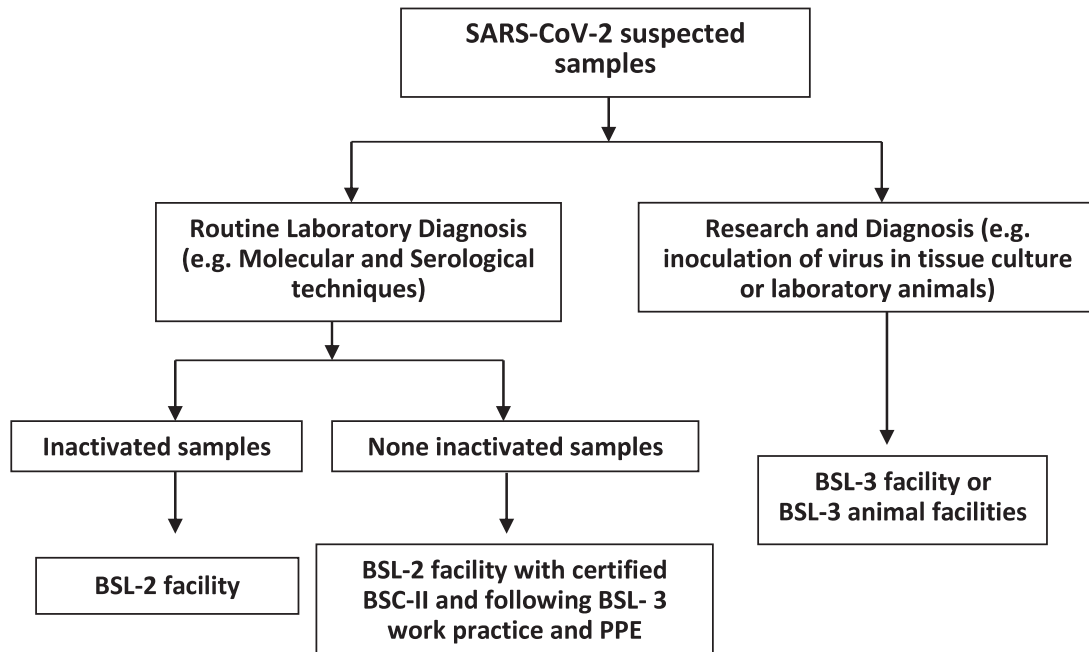 SARS-CoV-2 suspected
samples
Routine Laboratory Diagnosis
(e.g. Molecular and Serological
techniques)
Research and Diagnosis (e.g.
inoculation of virus in tissue culture
or laboratory animals)
Inactivated samples
None inactivated samples
BSL-3 facility or
BSL-3 animal facilities
BSL-2 facility
BSL-2 facility with certified
BSC-II and following BSL- 3
work practice and PPE